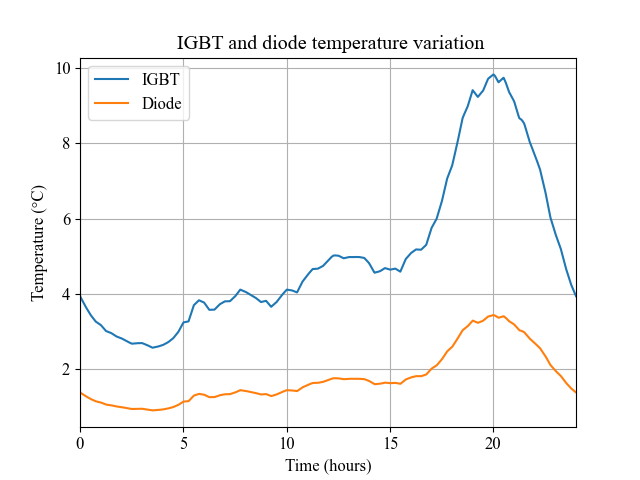 IGBT and diode temperature variation
IGBT
Diode
Temperature (°C)
10
8
6
4
2
0
5
10
15
20
Time (hours)